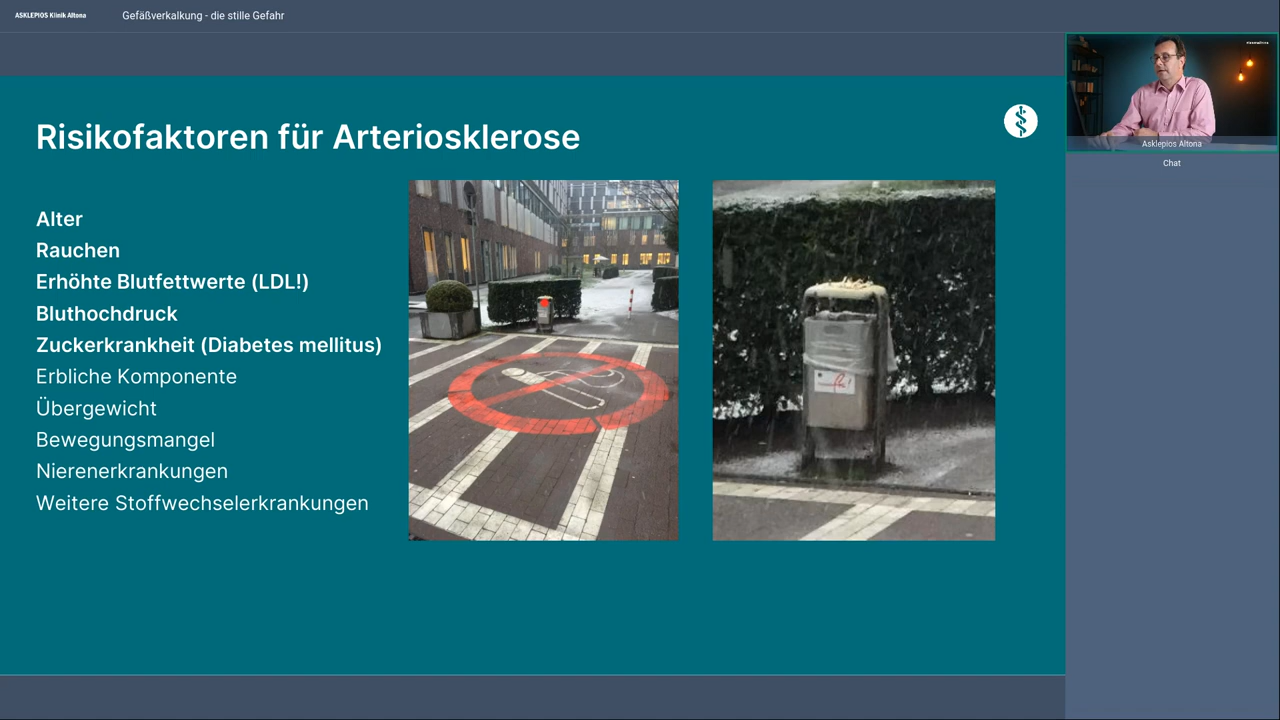 ASKLEPIOS Klinik Altona
Gefäßverkalkung - die stille Gefahr
Risikofaktoren für Arteriosklerose
Alter
Rauchen
Erhöhte Blutfettwerte (LDL!)
Bluthochdruck
Zuckerkrankheit (Diabetes mellitus)
Erbliche Komponente
Übergewicht
Bewegungsmangel
Nierenerkrankungen
Weitere Stoffwechselerkrankungen
Asklepios Altona
Chat